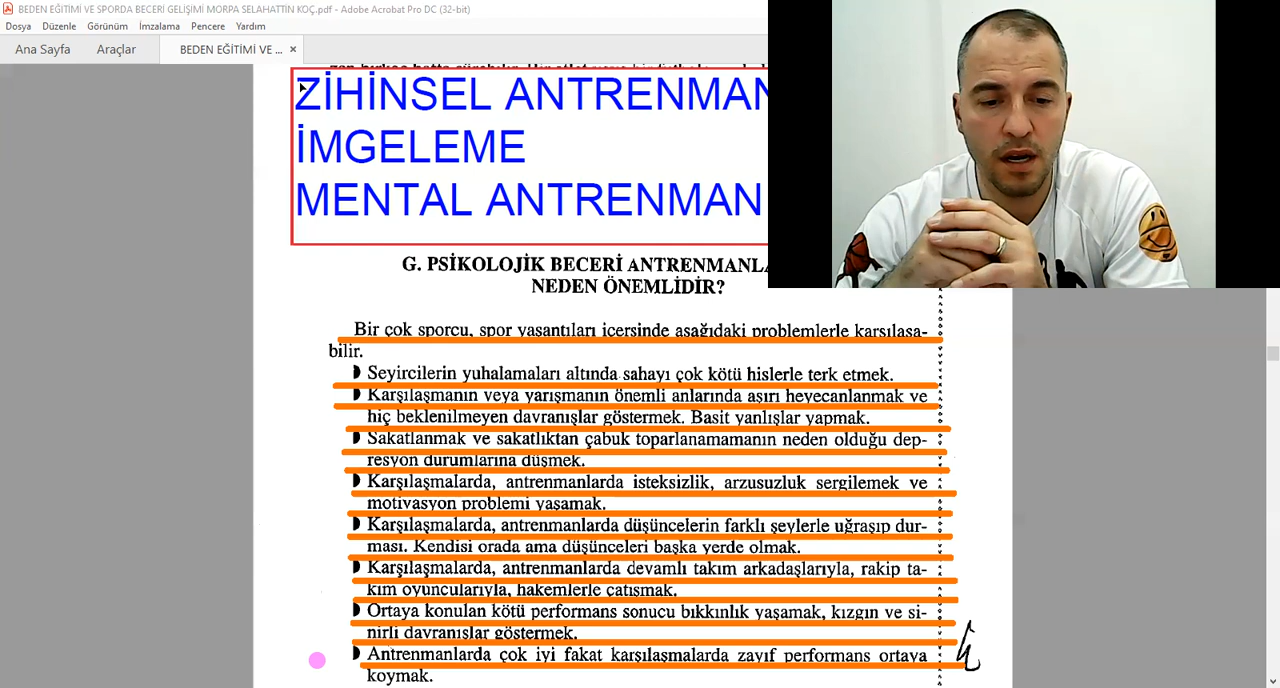 BEDEN EĞİTİMİ VE SPORDA BECERİ GELİŞİMİ MORPA SELAHATTİN KOÇ.pdf - Adobe Acrobat Pro DC (32-bit)
Dosya Düzenle Görünüm İmzalama Pencere Yardım
Ana Sayfa Araçlar BEDEN EĞİTİMİ VE ... ×
ZİHİNSEL ANTRENMAN
İMGELEME
MENTAL ANTRENMAN
G. PSİKOLOJİK BECERİ
NEDEN ÖNEMLİDİR?
Bir çok sporcu, spor yaşantıları içersinde aşağıdaki problemlerle karşılaşa-
bilir.
Seyircilerin yuhalamaları altında sahayı çok kötü hislerle terk etmek.
Karşılaşmanın veya yarışmanın önemli anlarında aşırı heyecanlanmak ve
hiç beklenilmeyen davranışlar göstermek. Basit yanlışlar yapmak.
Sakatlanmak ve sakatlıktan çabuk toparlanamamanın neden olduğu dep-
resyon durumlarına düşmek.
Karşılaşmalarda, antrenmanlarda isteksizlik, arzusuzluk sergilemek ve
motivasyon problemi yaşamak.
Karşılaşmalarda, antrenmanlarda düşüncelerin farklı şeylerle uğraşıp dur-
ması. Kendisi orada ama düşünceleri başka yerde olmak.
Karşılaşmalarda, antrenmanlarda devamlı takım arkadaşlarıyla, rakip ta-
kım oyuncularıyla, hakemlerle çatışmak.
Ortaya konulan kötü performans sonucu bıkkınlık yaşamak, kızgın ve si-
nirli davranışlar göstermek.
Antrenmanlarda çok iyi fakat karşılaşmalarda zayıf performans ortaya
koymak.